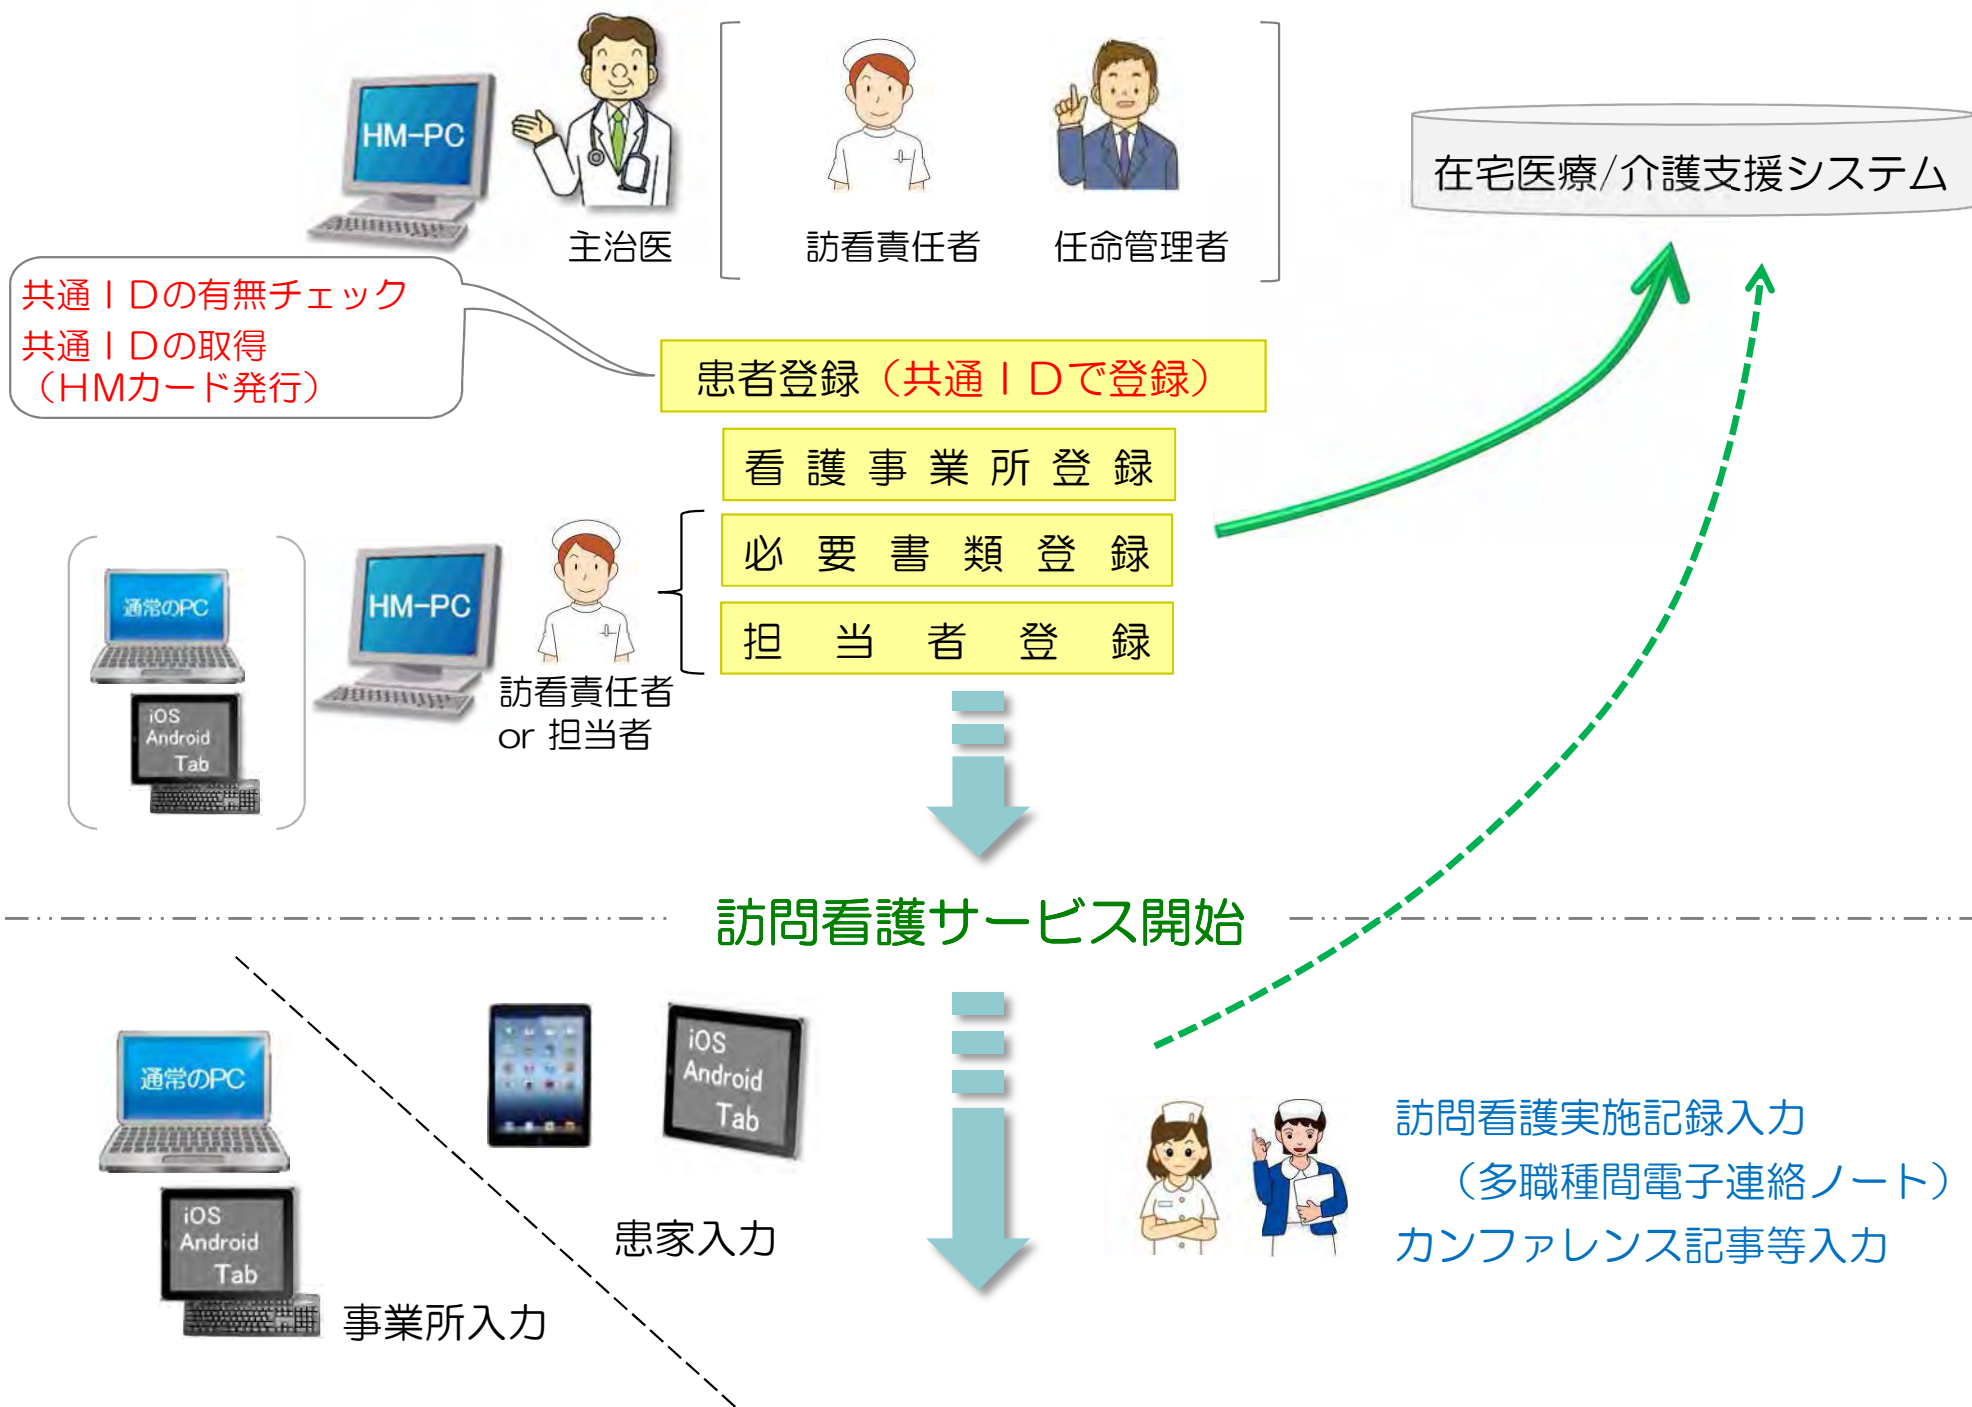 HM-PC
主治医
訪看責任者
任命管理者
在宅医療/介護支援システム
共通IDの有無チェック
共通IDの取得
(HMカード発行)
患者登録(共通IDで登録)
看護事業所登録
必要書類登録
担当者登録
通常のPC
iOS
Android
Tab
HM-PC
訪看責任者
or 担当者
訪問看護サービス開始
通常のPC
iOS
Android
Tab
事業所入力
iOS
Android
Tab
患家入力
訪問看護実施記録入力
(多職種間電子連絡ノート)
カンファレンス記事等入力